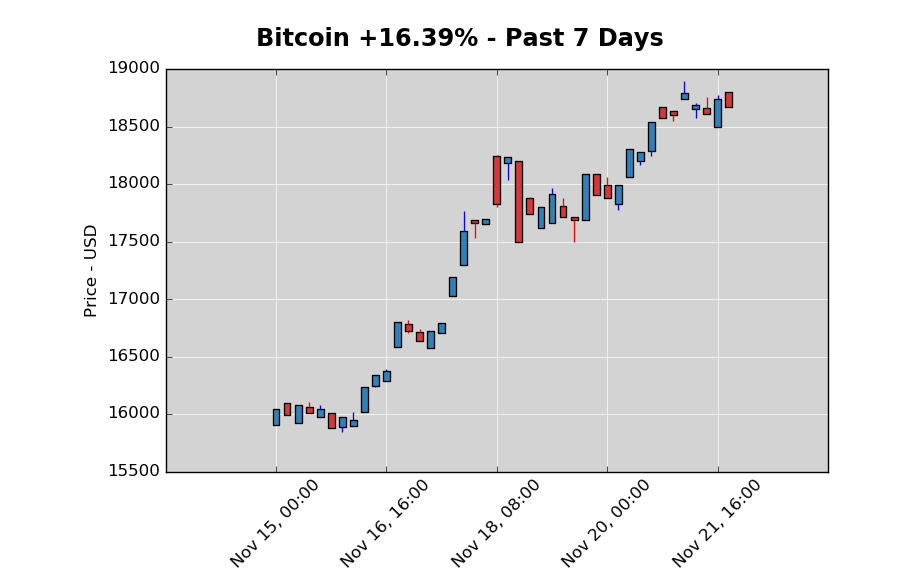 Bitcoin +16.39% - Past 7 Days
19000
18500
18000
17500
17000
16500
16000
15500
Price - USD
Nov 15, 00:00
Nov 16, 16:00
Nov 18, 08:00
Nov 20, 00:00
Nov 21, 16:00